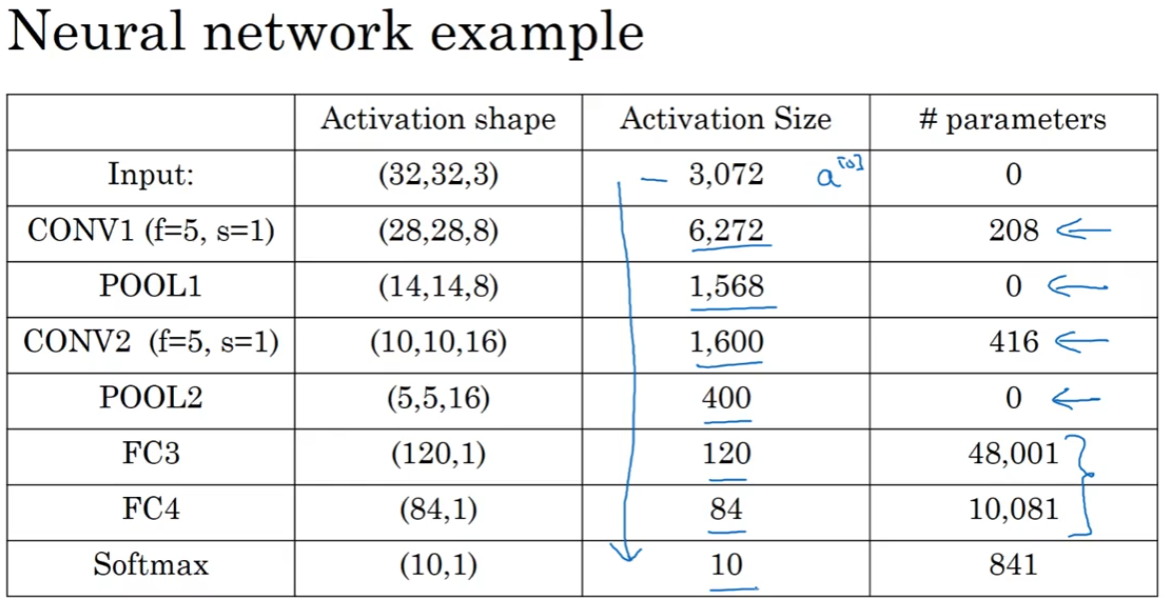 Neural network example
Activation shape Activation Size # parameters
Input: (32,32,3) 3,072 a[0] 0
CONV1 (f=5, s=1) (28,28,8) 6,272 208
POOL1 (14,14,8) 1,568 0
CONV2 (f=5, s=1) (10,10,16) 1,600 416
POOL2 (5,5,16) 400 0
FC3 (120,1) 120 48,001
FC4 (84,1) 84 10,081
Softmax (10,1) 10 841